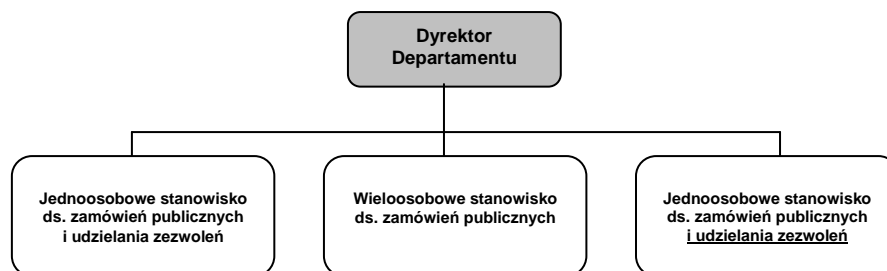 Dyrektor
Departamentu
Jednoosobowe stanowisko
ds. zamówień publicznych
i udzielania zezwoleń
Wieloosobowe stanowisko
ds. zamówień publicznych
Jednoosobowe stanowisko
ds. zamówień publicznych
i udzielania zezwoleń